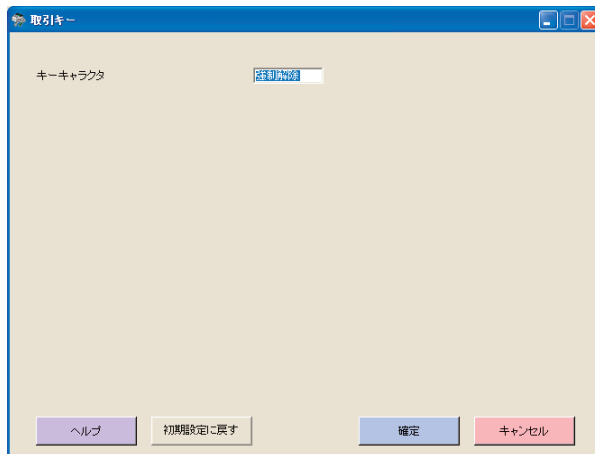 取引キー
キーキャラクタ
強制解除
ヘルプ
初期設定に戻す
確定
キャンセル